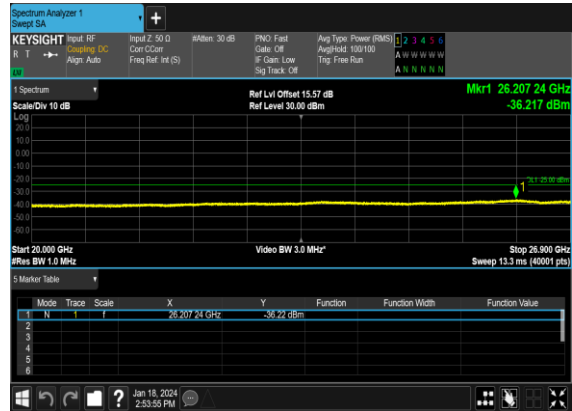 Spectrum Analyzer 1
Swept SA
+
KEYSIGHT Input: RF Input Z: 50 Ω #Atten: 30 dB PNO: Fast Avg Type: Power (RMS) 1 2 3 4 5 6
R T Coupling: DC Corr CCorr Gate: Off Avg|Hold: 100/100 A W W W W W
Align: Auto Freq Ref: Int (S) IF Gain: Low Trig: Free Run
LW Sig Track: Off A N N N N N
1 Spectrum Ref Lvl Offset 15.57 dB Mkr1 26.207 24 GHz
Scale/Div 10 dB Ref Level 30.00 dBm -36.217 dBm
Log
20.0
10.0
0.00
-10.0
-20.0
DL1 -25.00 dBm
1
-30.0
-40.0
-50.0
-60.0
Start 20.000 GHz Video BW 3.0 MHz* Stop 26.900 GHz
#Res BW 1.0 MHz Sweep 13.3 ms (40001 pts)
5 Marker Table
Mode Trace Scale X Y Function Function Width Function Value
1 N 1 f 26.207 24 GHz -36.22 dBm
2
3
4
5
6
? Jan 18, 2024
2:53:55 PM